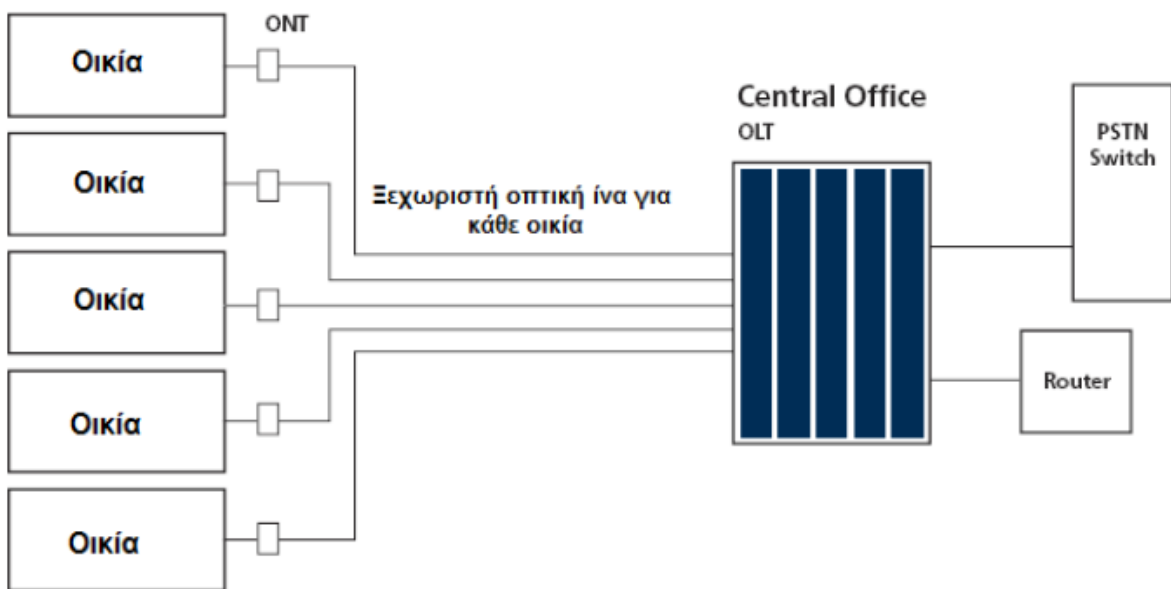 ONT
Οικία
Οικία
Οικία
Οικία
Οικία
Ξεχωριστή οπτική ίνα για
κάθε οικία
Central Office
OLT
PSTN
Switch
Router